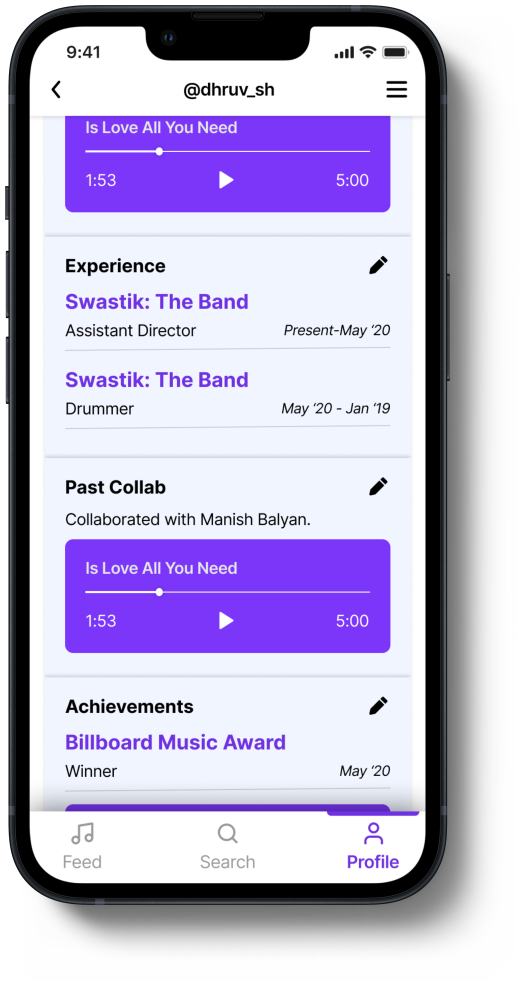 9:41
@dhruv_sh
Is Love All You Need
1:53 5:00
Experience
Swastik: The Band
Assistant Director Present-May ‘20
Swastik: The Band
Drummer May ‘20 - Jan ‘19
Past Collab
Collaborated with Manish Balyan.
Is Love All You Need
1:53 5:00
Achievements
Billboard Music Award
Winner May ‘20
Feed Search Profile